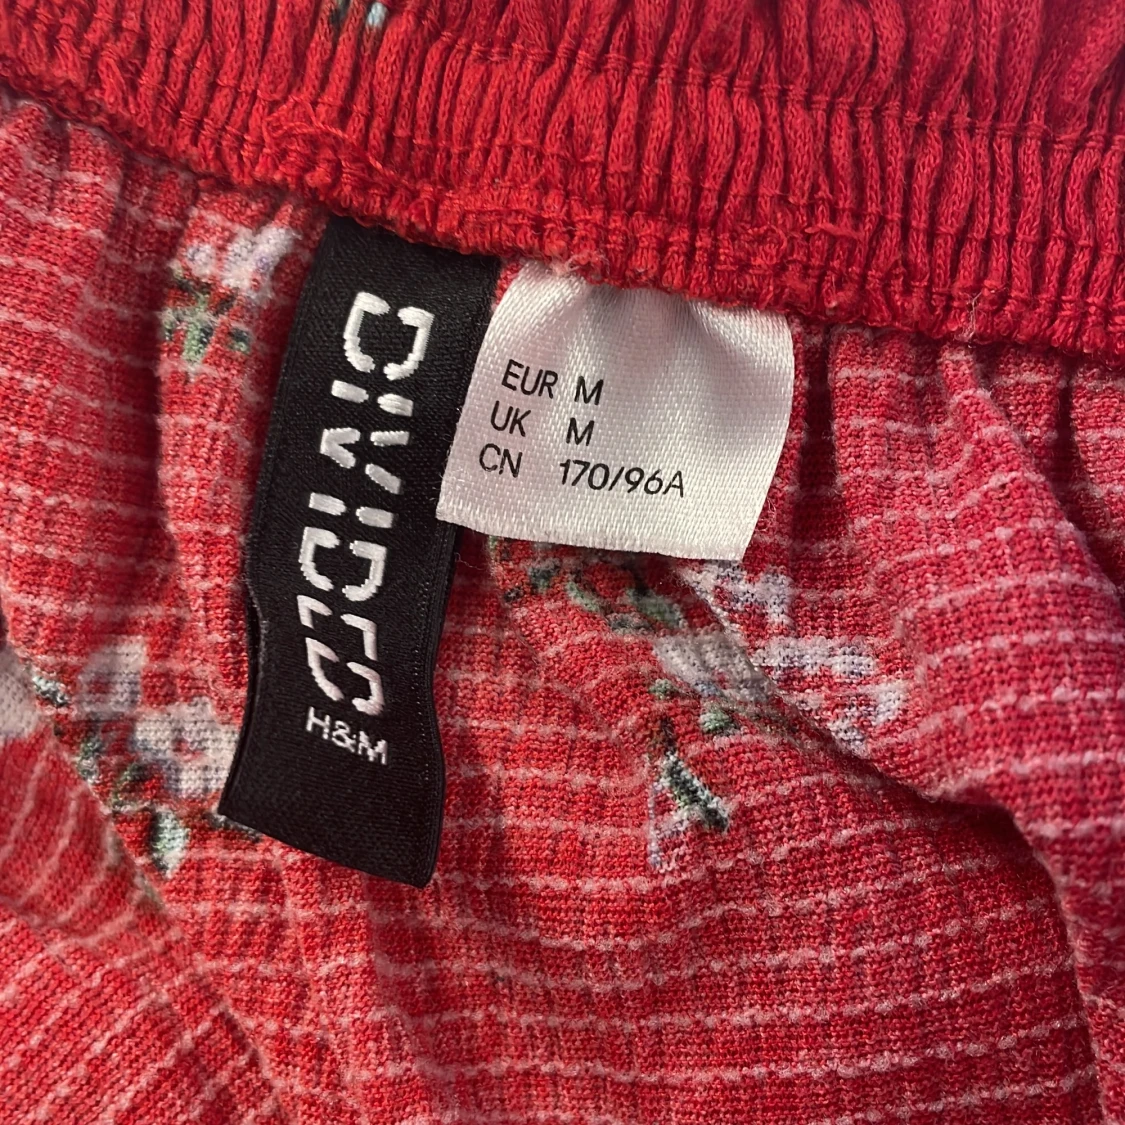 DIVIDED
H&M
EUR M
UK M
CN 170/96A